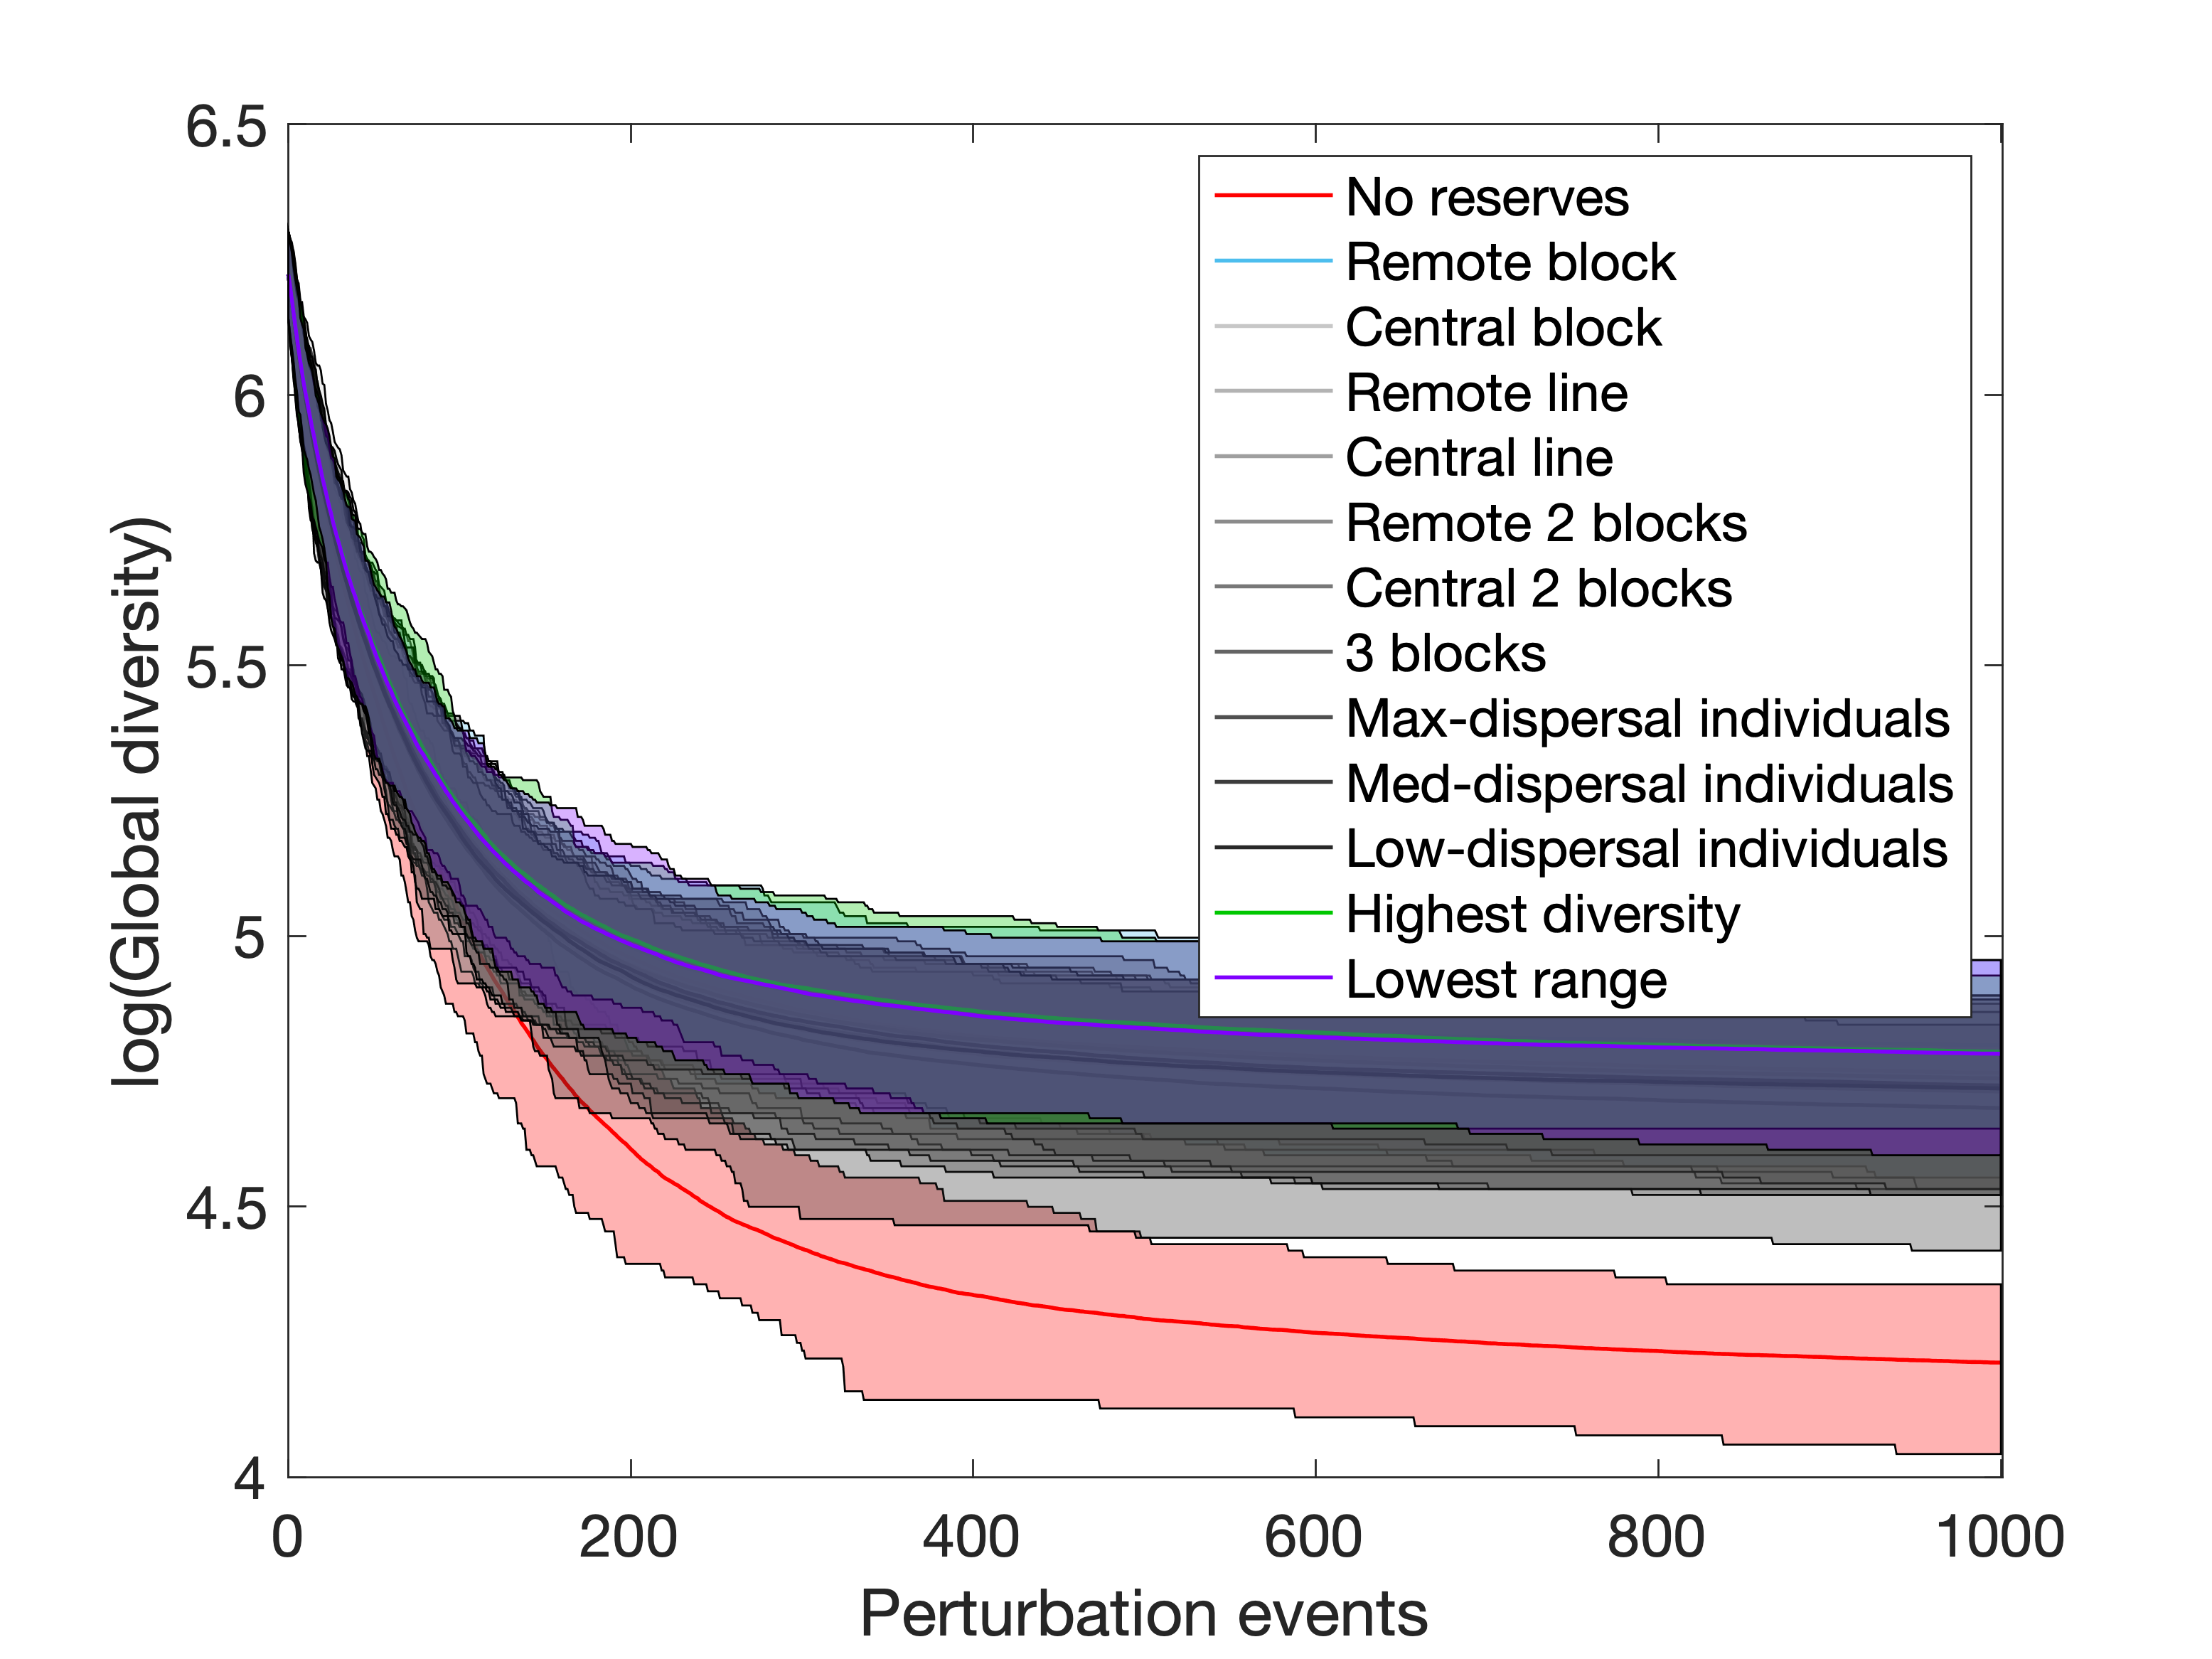 6.5
6
5.5
5
4.5
4
log(Global diversity)
No reserves
Remote block
Central block
Remote line
Central line
Remote 2 blocks
Central 2 blocks
3 blocks
Max-dispersal individuals
Med-dispersal individuals
Low-dispersal individuals
Highest diversity
Lowest range
0 200 400 600 800 1000
Perturbation events